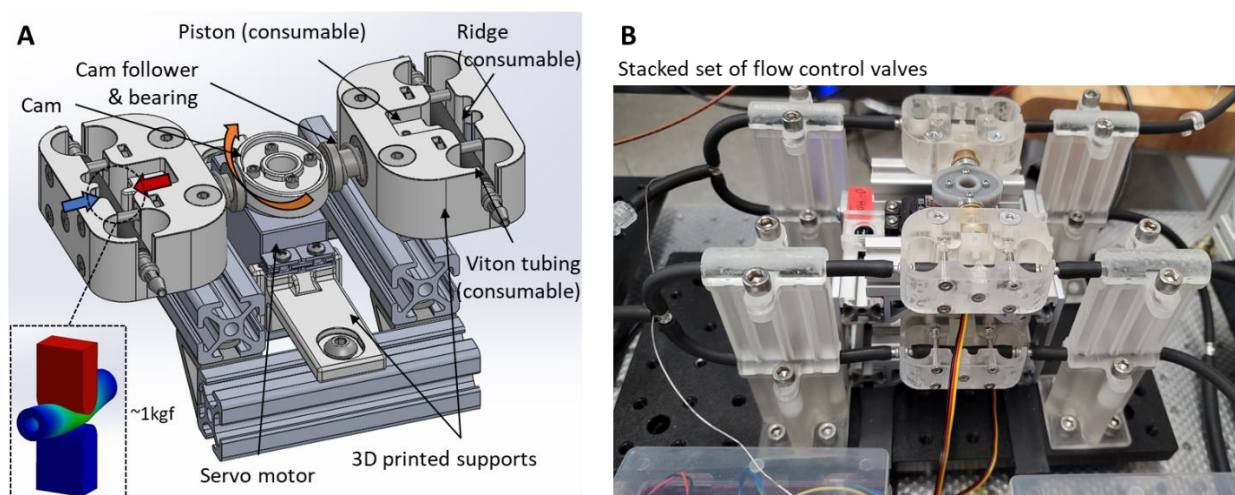 A
Piston (consumable)
Ridge
(consumable)
Cam follower
& bearing
Cam
Viton tubing
(consumable)
~1kgf
Servo motor
3D printed supports
B
Stacked set of flow control valves